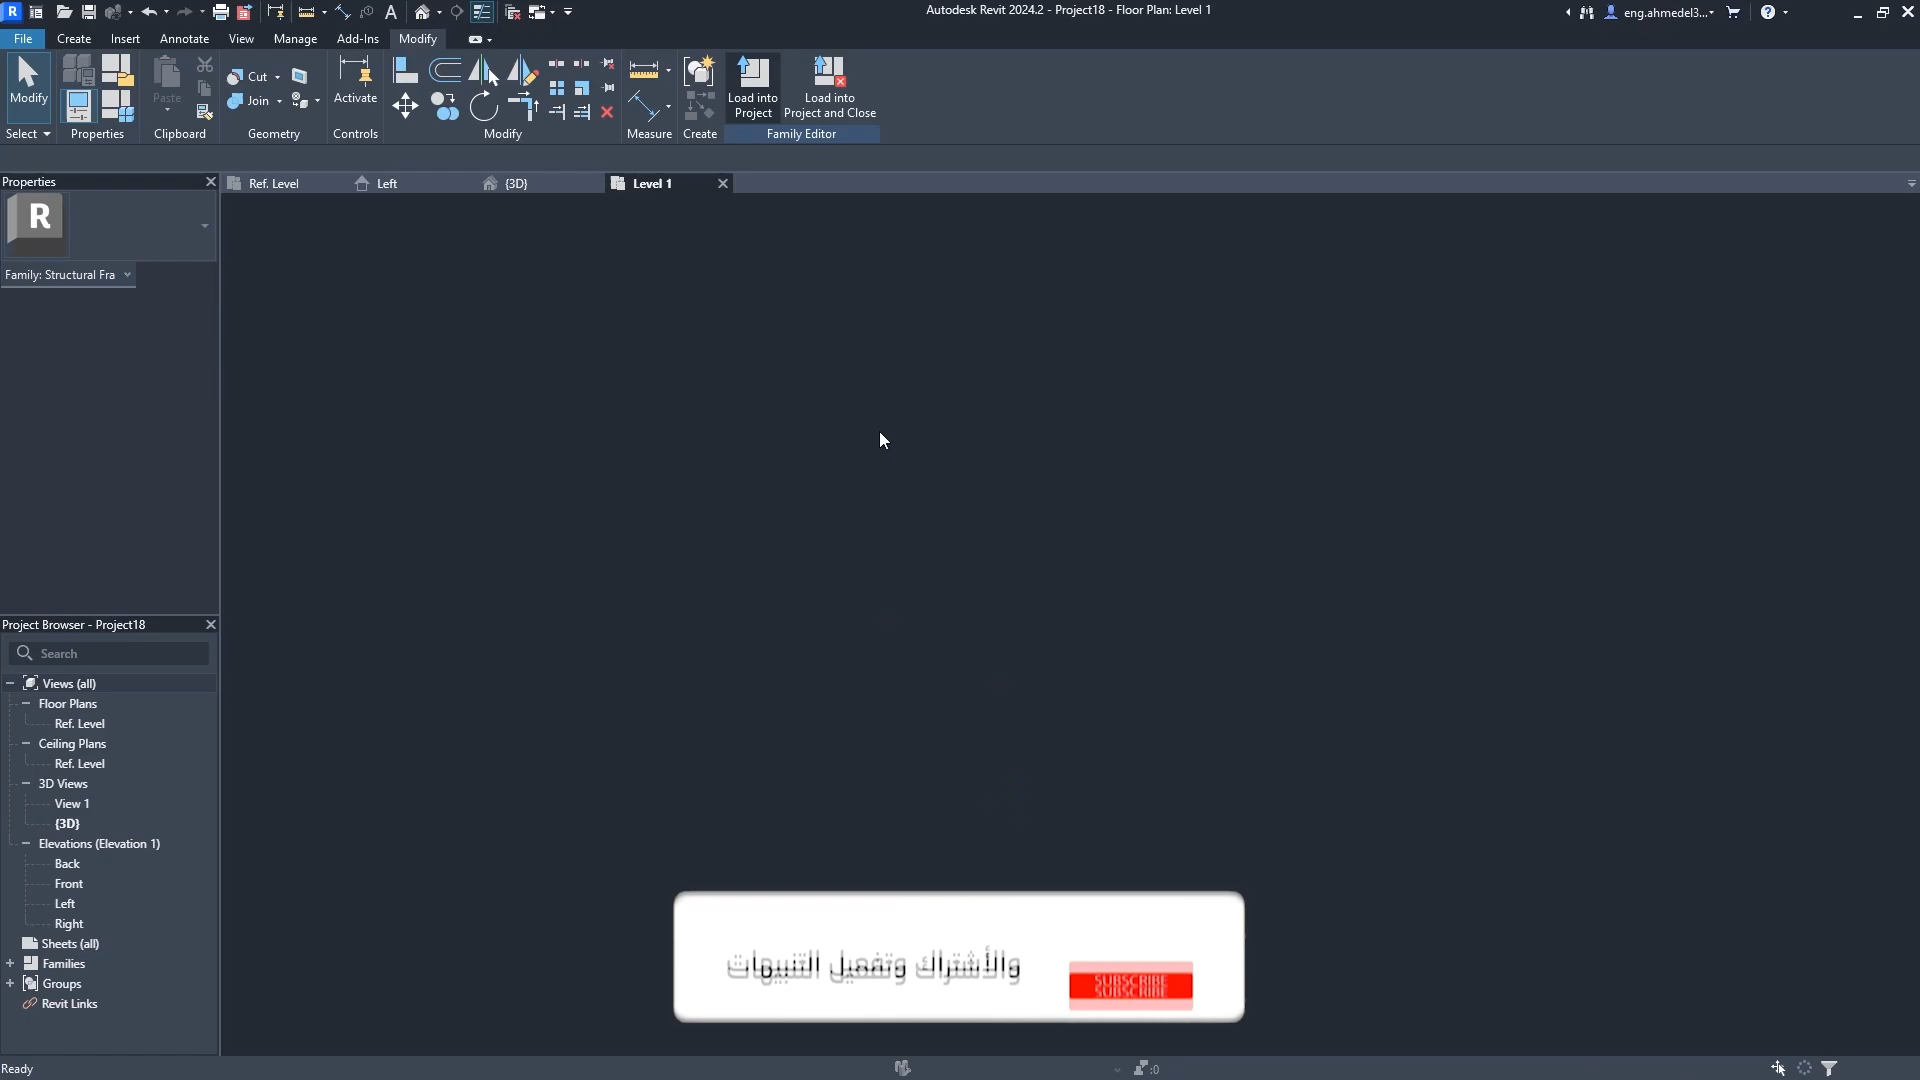 Autodesk Revit 2024.2 - Project18 - Floor Plan: Level 1
eng.ahmedel3...
File
Create
Insert
Annotate
View
Manage
Add-Ins
Modify
Modify
Paste
Cut
Join
Activate
Load into
Project
Load into
Project and Close
Select
Properties
Clipboard
Geometry
Controls
Modify
Measure
Create
Family Editor
Properties
Ref. Level
Left
{3D}
Level 1
R
Family: Structural Fra
Project Browser - Project18
Search
Views (all)
Floor Plans
Ref. Level
Ceiling Plans
Ref. Level
3D Views
View 1
{3D}
Elevations (Elevation 1)
Back
Front
Left
Right
Sheets (all)
Families
Groups
Revit Links
والأشتراك وتفعيل التنبيهات
SUBSCRIBE
Ready
:0